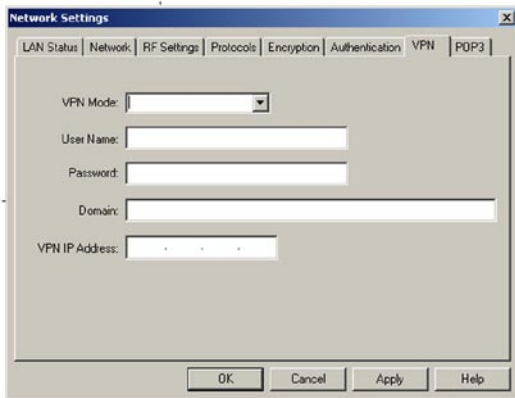 Network Settings
LAN Status Network RF Settings Protocols Encryption Authentication VPN POP3
VPN Mode:
User Name:
Password:
Domain:
VPN IP Address:
OK Cancel Apply Help